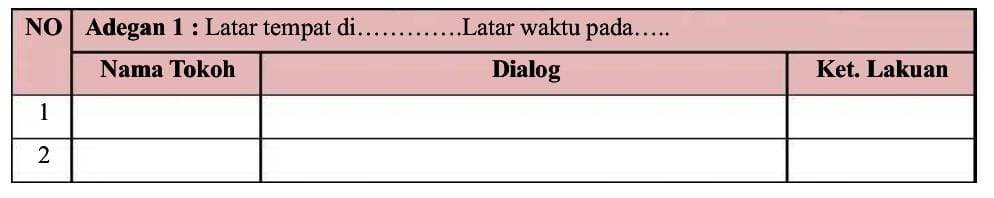 NO Adegan 1 : Latar tempat di.............Latar waktu pada.....
Nama Tokoh Dialog Ket. Lakuan
1
2